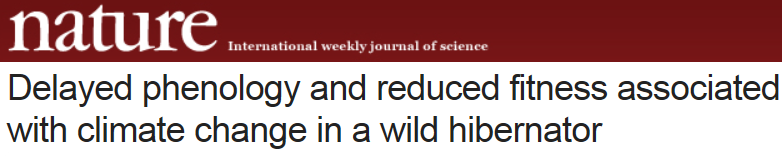 nature International weekly journal of science
Delayed phenology and reduced fitness associated
with climate change in a wild hibernator